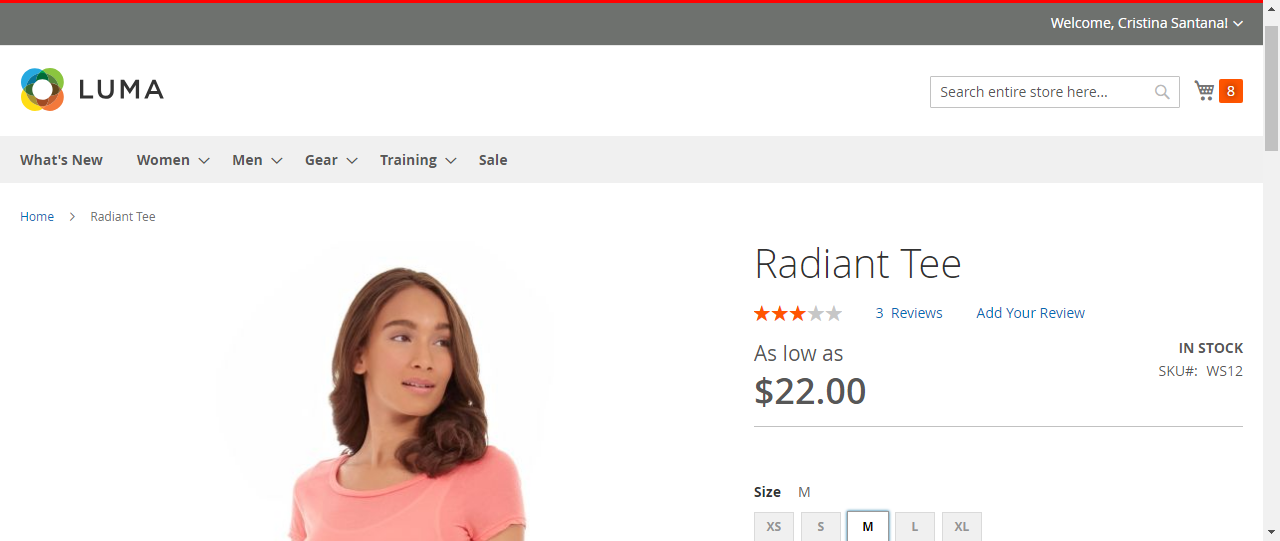 Welcome, Cristina Santana!
LUMA
Search entire store here...
8
What's New Women Men Gear Training Sale
Home Radiant Tee
Radiant Tee
3 Reviews Add Your Review
As low as
IN STOCK
$22.00
SKU#: WS12
Size M
XS S M L XL